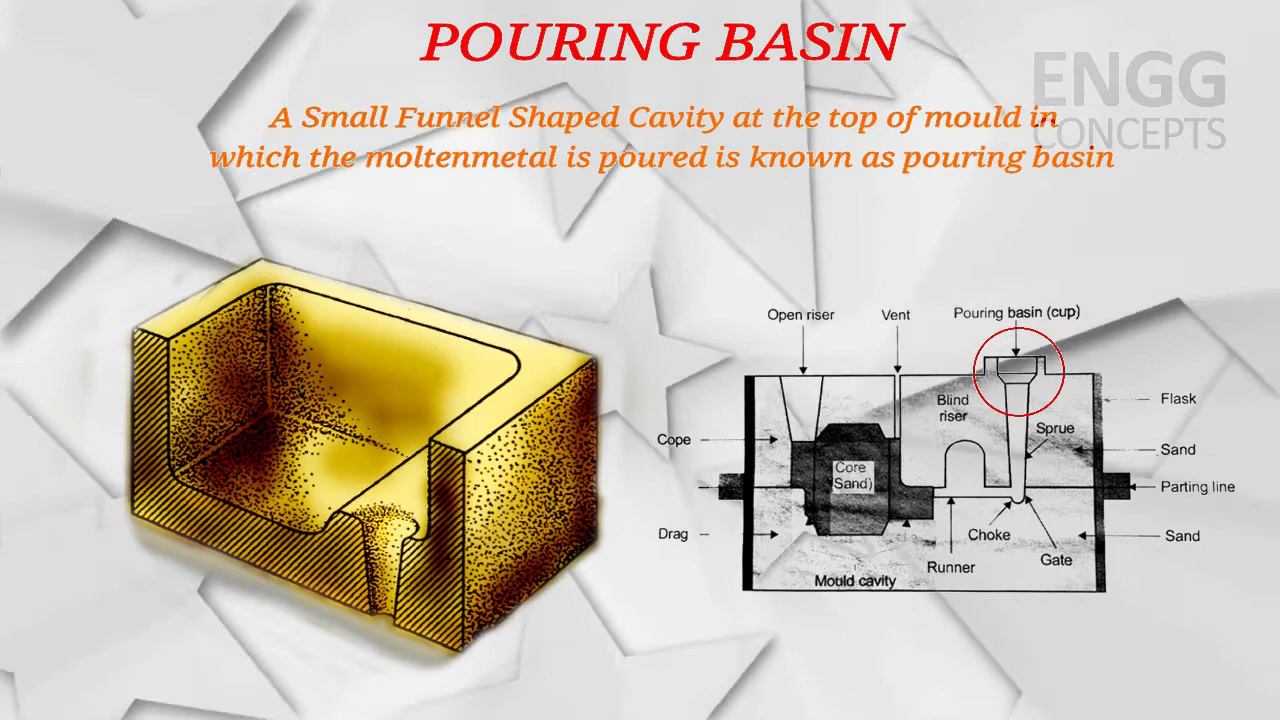 POURING BASIN
ENGG
CONCEPTS
A Small Funnel Shaped Cavity at the top of mould in
which the moltenmetal is poured is known as pouring basin
Open riser
Vent
Pouring basin (cup)
Blind
riser
Flask
Sprue
Cope
Sand
Core
Sand)
Parting line
Drag
Choke
Sand
Gate
Runner
Mould cavity